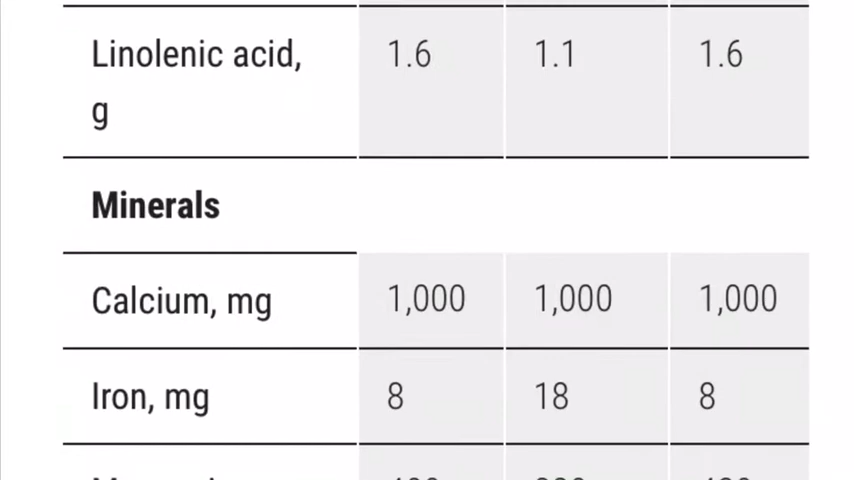 Linolenic acid, 1.6 1.1 1.6
g
Minerals
Calcium, mg 1,000 1,000 1,000
Iron, mg 8 18 8